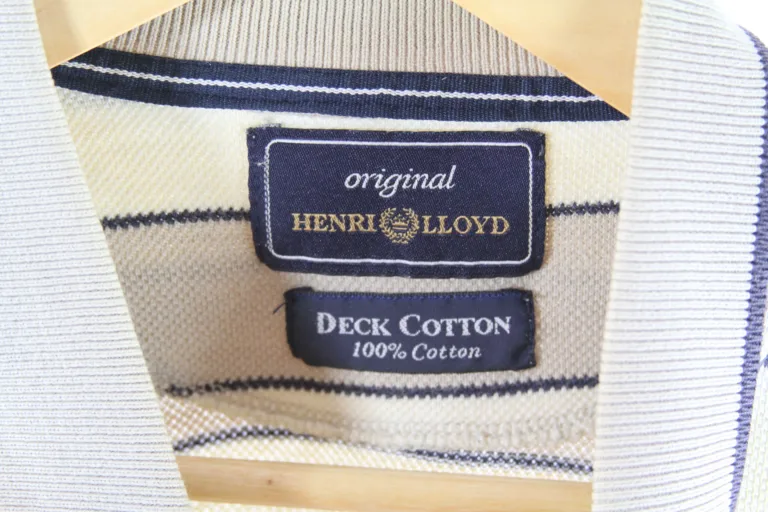 original
HENRI LLOYD
DECK COTTON
100% Cotton